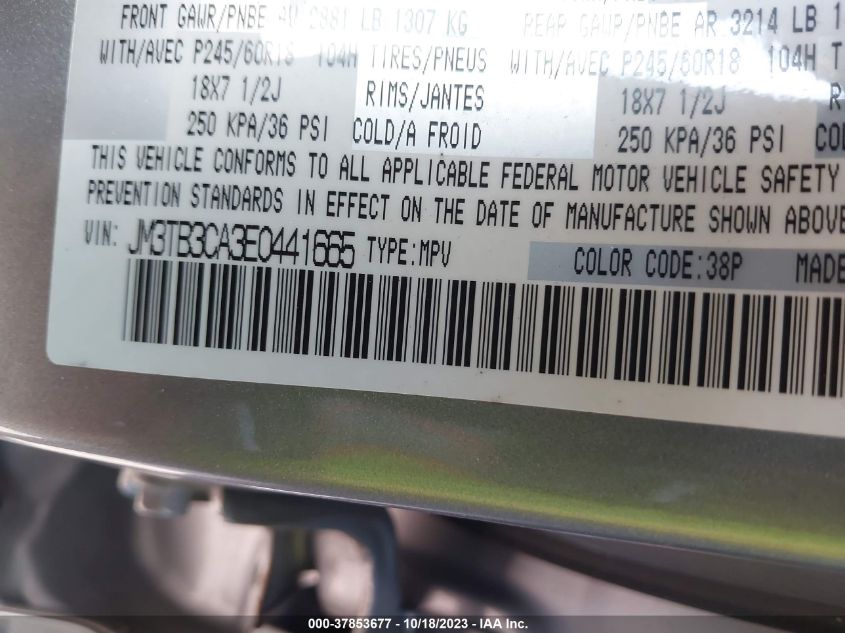 FRONT GAWR/PNBE AV 2881 LB 1307 KG REAR GAWR/PNBE AR 3214 LB
WITH/AVEC P245/60R18 104H TIRES/PNEUS WITH/AVEC P245/60R18 104H T
18X7 1/2J RIMS/JANTES 18X7 1/2J R
250 KPA/36 PSI COLD/A FROID 250 KPA/36 PSI COL
THIS VEHICLE CONFORMS TO ALL APPLICABLE FEDERAL MOTOR VEHICLE SAFETY
PREVENTION STANDARDS IN EFFECT ON THE DATE OF MANUFACTURE SHOWN ABOVE
VIN: JM3TB3CA3E0441665 TYPE:MPV COLOR CODE:38P MADE
000-37853677 - 10/18/2023 - IAA Inc.